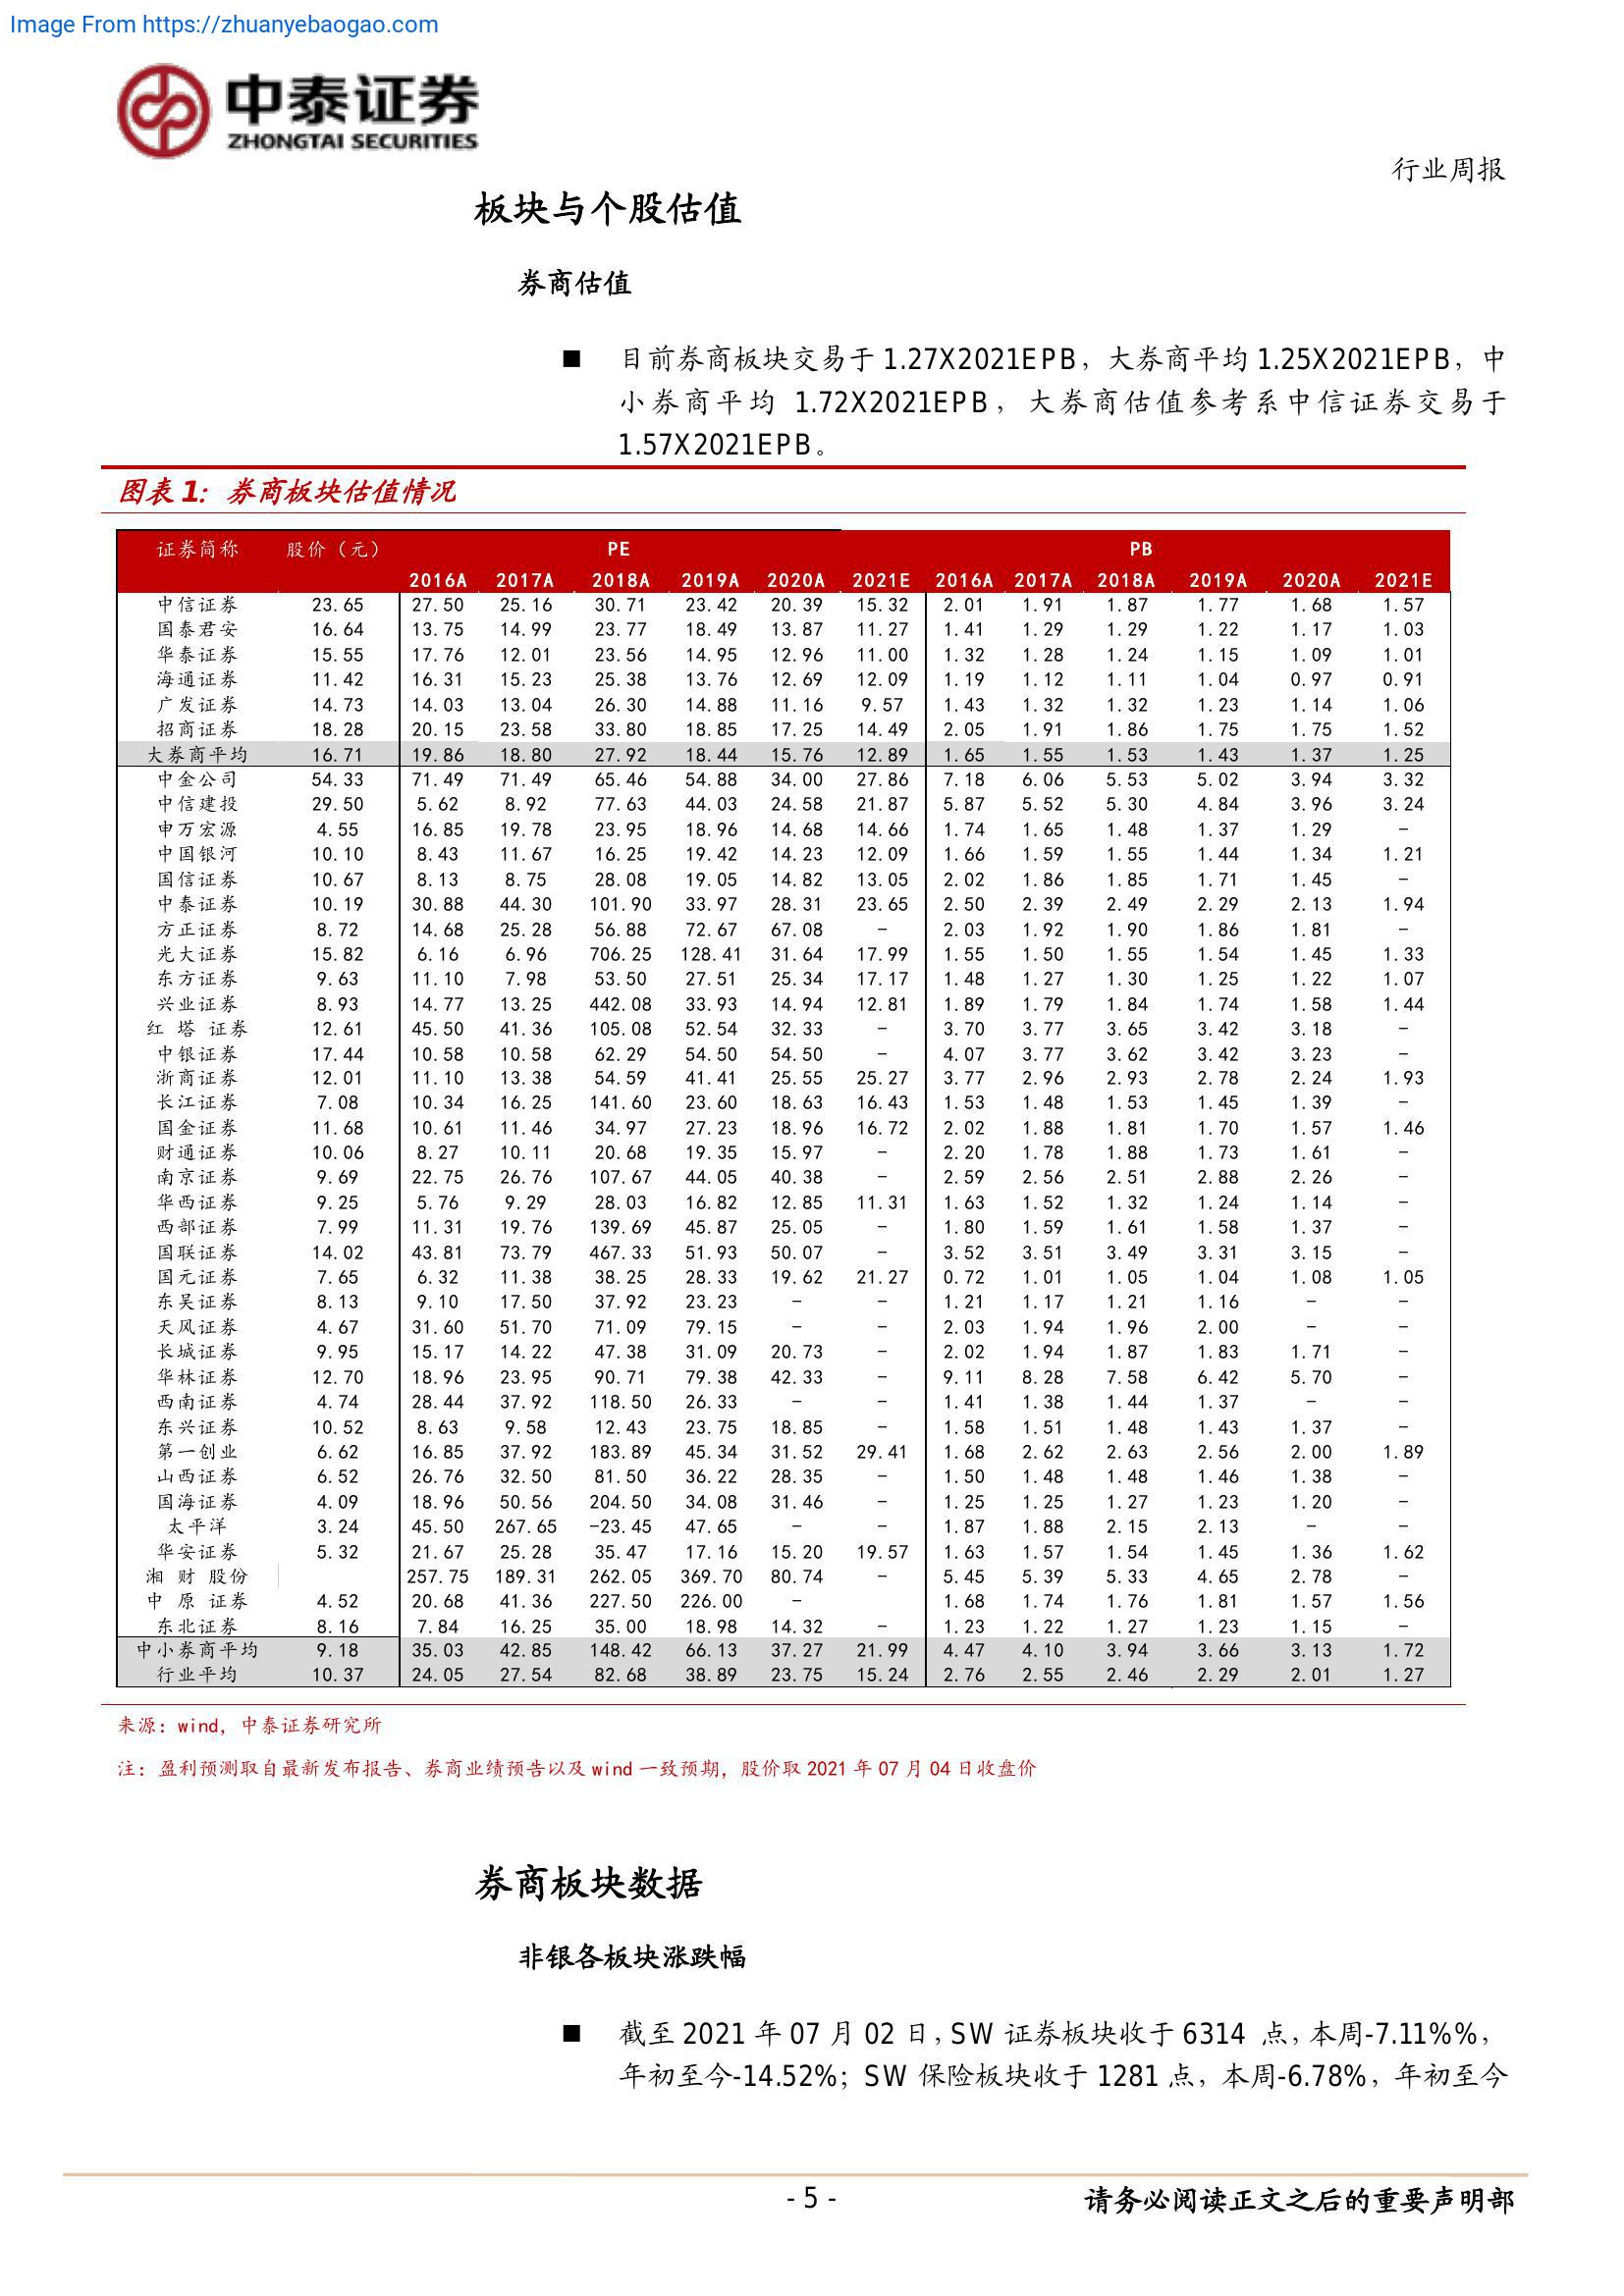 Image From https://zhuanyebaogao.com
中泰证券
ZHONGTAI SECURITIES
行业周报
板块与个股估值
券商估值
■ 目前券商板块交易于 1.27X2021EPB，大券商平均 1.25X2021EPB，中
小券商平均 1.72X2021EPB，大券商估值参考系中信证券交易于
1.57X2021EPB。
图表 1：券商板块估值情况
证券简称 股价（元） PE PB
2016A 2017A 2018A 2019A 2020A 2021E 2016A 2017A 2018A 2019A 2020A 2021E
中信证券 23.65 27.50 25.16 30.71 23.42 20.39 15.32 2.01 1.91 1.87 1.77 1.68 1.57
国泰君安 16.64 13.75 14.99 23.77 18.49 13.87 11.27 1.41 1.29 1.29 1.22 1.17 1.03
华泰证券 15.55 17.76 12.01 23.56 14.95 12.96 11.00 1.32 1.28 1.24 1.15 1.09 1.01
海通证券 11.42 16.31 15.23 25.38 13.76 12.69 12.09 1.19 1.12 1.11 1.04 0.97 0.91
广发证券 14.73 14.03 13.04 26.30 14.88 11.16 9.57 1.43 1.32 1.32 1.23 1.14 1.06
招商证券 18.28 20.15 23.58 33.80 18.85 17.25 14.49 2.05 1.91 1.86 1.75 1.75 1.52
大券商平均 16.71 19.86 18.80 27.92 18.44 15.76 12.89 1.65 1.55 1.53 1.43 1.37 1.25
中金公司 54.33 71.49 71.49 65.46 54.88 34.00 27.86 7.18 6.06 5.53 5.02 3.94 3.32
中信建投 29.50 5.62 8.92 77.63 44.03 24.58 21.87 5.87 5.52 5.30 4.84 3.96 3.24
申万宏源 4.55 16.85 19.78 23.95 18.96 14.68 14.66 1.74 1.65 1.48 1.37 1.29 -
中国银河 10.10 8.43 11.67 16.25 19.42 14.23 12.09 1.66 1.59 1.55 1.44 1.34 1.21
国信证券 10.67 8.13 8.75 28.08 19.05 14.82 13.05 2.02 1.86 1.85 1.71 1.45 -
中泰证券 10.19 30.88 44.30 101.90 33.97 28.31 23.65 2.50 2.39 2.49 2.29 2.13 1.94
方正证券 8.72 14.68 25.28 56.88 72.67 67.08 - 2.03 1.92 1.90 1.86 1.81 -
光大证券 15.82 6.16 6.96 706.25 128.41 31.64 17.99 1.55 1.50 1.55 1.54 1.45 1.33
东方证券 9.63 11.10 7.98 53.50 27.51 25.34 17.17 1.48 1.27 1.30 1.25 1.22 1.07
兴业证券 8.93 14.77 13.25 442.08 33.93 14.94 12.81 1.89 1.79 1.84 1.74 1.58 1.44
红 塔 证券 12.61 45.50 41.36 105.08 52.54 32.33 - 3.70 3.77 3.65 3.42 3.18 -
中银证券 17.44 10.58 10.58 62.29 54.50 54.50 - 4.07 3.77 3.62 3.42 3.23 -
浙商证券 12.01 11.10 13.38 54.59 41.41 25.55 25.27 3.77 2.96 2.93 2.78 2.24 1.93
长江证券 7.08 10.34 16.25 141.60 23.60 18.63 16.43 1.53 1.48 1.53 1.45 1.39 -
国金证券 11.68 10.61 11.46 34.97 27.23 18.96 16.72 2.02 1.88 1.81 1.70 1.57 1.46
财通证券 10.06 8.27 10.11 20.68 19.35 15.97 - 2.20 1.78 1.88 1.73 1.61 -
南京证券 9.69 22.75 26.76 107.67 44.05 40.38 - 2.59 2.56 2.51 2.88 2.26 -
华西证券 9.25 5.76 9.29 28.03 16.82 12.85 11.31 1.63 1.52 1.32 1.24 1.14 -
西部证券 7.99 11.31 19.76 139.69 45.87 25.05 - 1.80 1.59 1.61 1.58 1.37 -
国联证券 14.02 43.81 73.79 467.33 51.93 50.07 - 3.52 3.51 3.49 3.31 3.15 -
国元证券 7.65 6.32 11.38 38.25 28.33 19.62 21.27 0.72 1.01 1.05 1.04 1.08 1.05
东吴证券 8.13 9.10 17.50 37.92 23.23 - - 1.21 1.17 1.21 1.16 - -
天风证券 4.67 31.60 51.70 71.09 79.15 - - 2.03 1.94 1.96 2.00 - -
长城证券 9.95 15.17 14.22 47.38 31.09 20.73 - 2.02 1.94 1.87 1.83 1.71 -
华林证券 12.70 18.96 23.95 90.71 79.38 42.33 - 9.11 8.28 7.58 6.42 5.70 -
西南证券 4.74 28.44 37.92 118.50 26.33 - - 1.41 1.38 1.44 1.37 - -
东兴证券 10.52 8.63 9.58 12.43 23.75 18.85 - 1.58 1.51 1.48 1.43 1.37 -
第一创业 6.62 16.85 37.92 183.89 45.34 31.52 29.41 1.68 2.62 2.63 2.56 2.00 1.89
山西证券 6.52 26.76 32.50 81.50 36.22 28.35 - 1.50 1.48 1.48 1.46 1.38 -
国海证券 4.09 18.96 50.56 204.50 34.08 31.46 - 1.25 1.25 1.27 1.23 1.20 -
太平洋 3.24 45.50 267.65 -23.45 47.65 - - 1.87 1.88 2.15 2.13 - -
华安证券 5.32 21.67 25.28 35.47 17.16 15.20 19.57 1.63 1.57 1.54 1.45 1.36 1.62
湘 财 股份 257.75 189.31 262.05 369.70 80.74 - 5.45 5.39 5.33 4.65 2.78 -
中 原 证券 4.52 20.68 41.36 227.50 226.00 - 1.68 1.74 1.76 1.81 1.57 1.56
东北证券 8.16 7.84 16.25 35.00 18.98 14.32 - 1.23 1.22 1.27 1.23 1.15 -
中小券商平均 9.18 35.03 42.85 148.42 66.13 37.27 21.99 4.47 4.10 3.94 3.66 3.13 1.72
行业平均 10.37 24.05 27.54 82.68 38.89 23.75 15.24 2.76 2.55 2.46 2.29 2.01 1.27
来源：wind，中泰证券研究所
注：盈利预测取自最新发布报告、券商业绩预告以及 wind 一致预期，股价取 2021 年 07 月 04 日收盘价
券商板块数据
非银各板块涨跌幅
■ 截至 2021 年 07 月 02 日，SW 证券板块收于 6314 点，本周-7.11%%，
年初至今-14.52%；SW 保险板块收于 1281 点，本周-6.78%，年初至今
- 5 -
请务必阅读正文之后的重要声明部